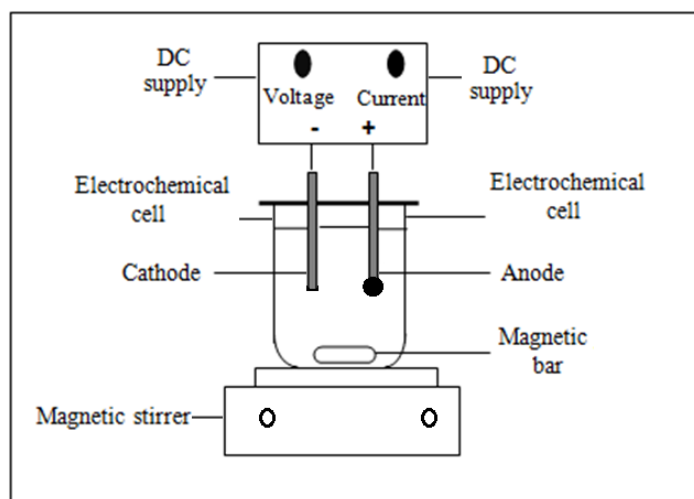 DC
supply
DC
supply
Voltage Current
- +
Electrochemical
cell
Electrochemical
cell
Cathode
Anode
Magnetic
bar
Magnetic stirrer